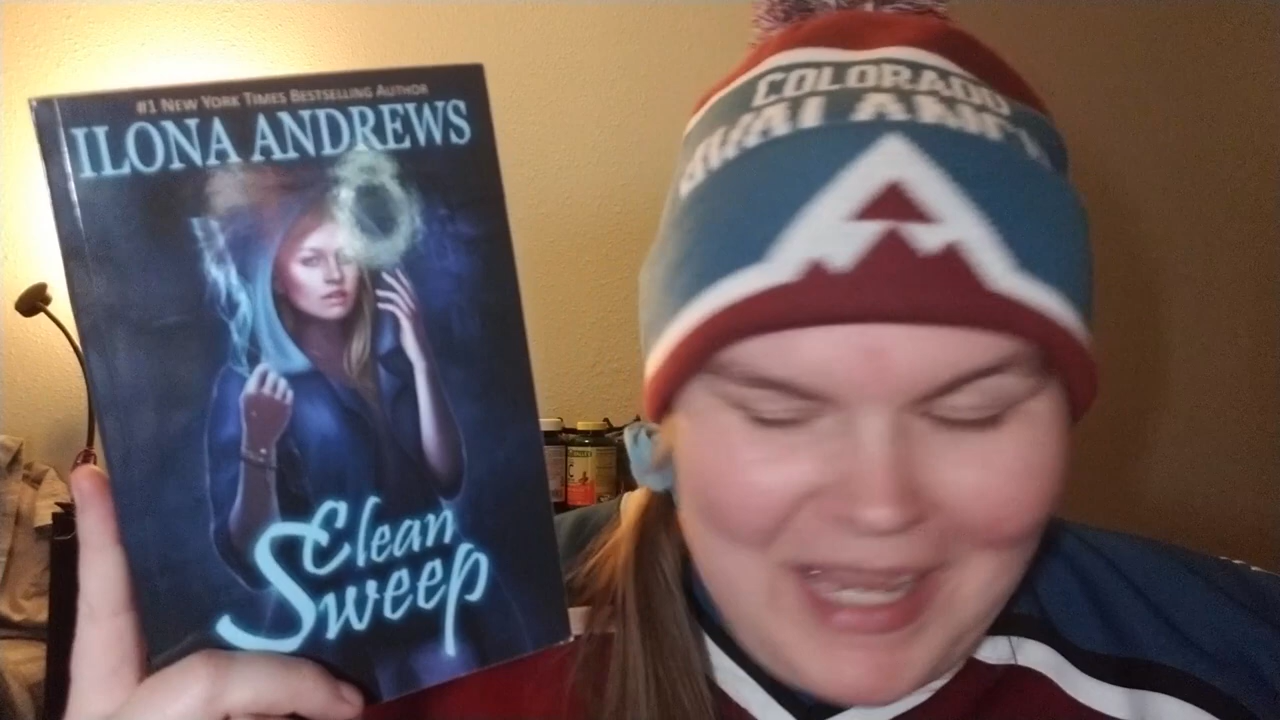 #1 NEW YORK TIMES BESTSELLING AUTHOR
ILONA ANDREWS
Clean
Sweep
COLORADO
AVALANCHE